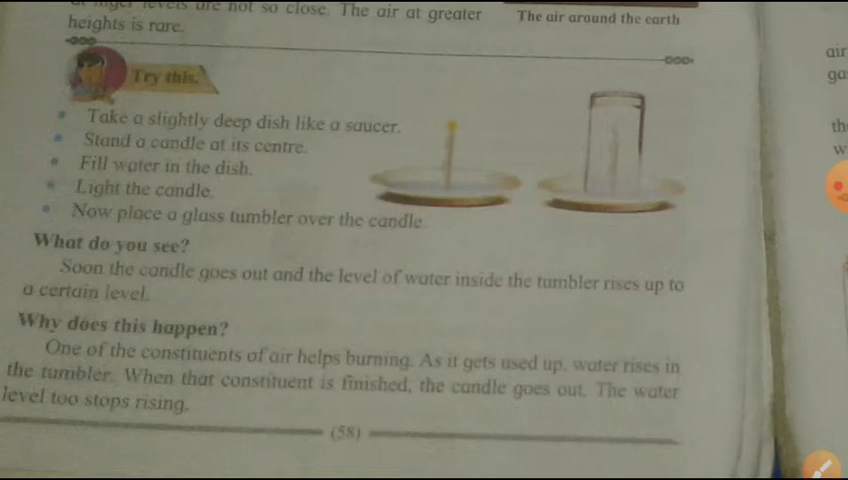 levels are not so close. The air at greater
heights is rare.
The air around the earth
Try this.
Take a slightly deep dish like a saucer.
Stand a candle at its centre.
Fill water in the dish.
Light the candle.
Now place a glass tumbler over the candle
What do you see?
Soon the candle goes out and the level of water inside the tumbler rises up to
a certain level.
Why does this happen?
One of the constituents of air helps burning. As it gets used up, water rises in
the tumbler. When that constituent is finished, the candle goes out. The water
level too stops rising.
(58)
air
ga
th
w